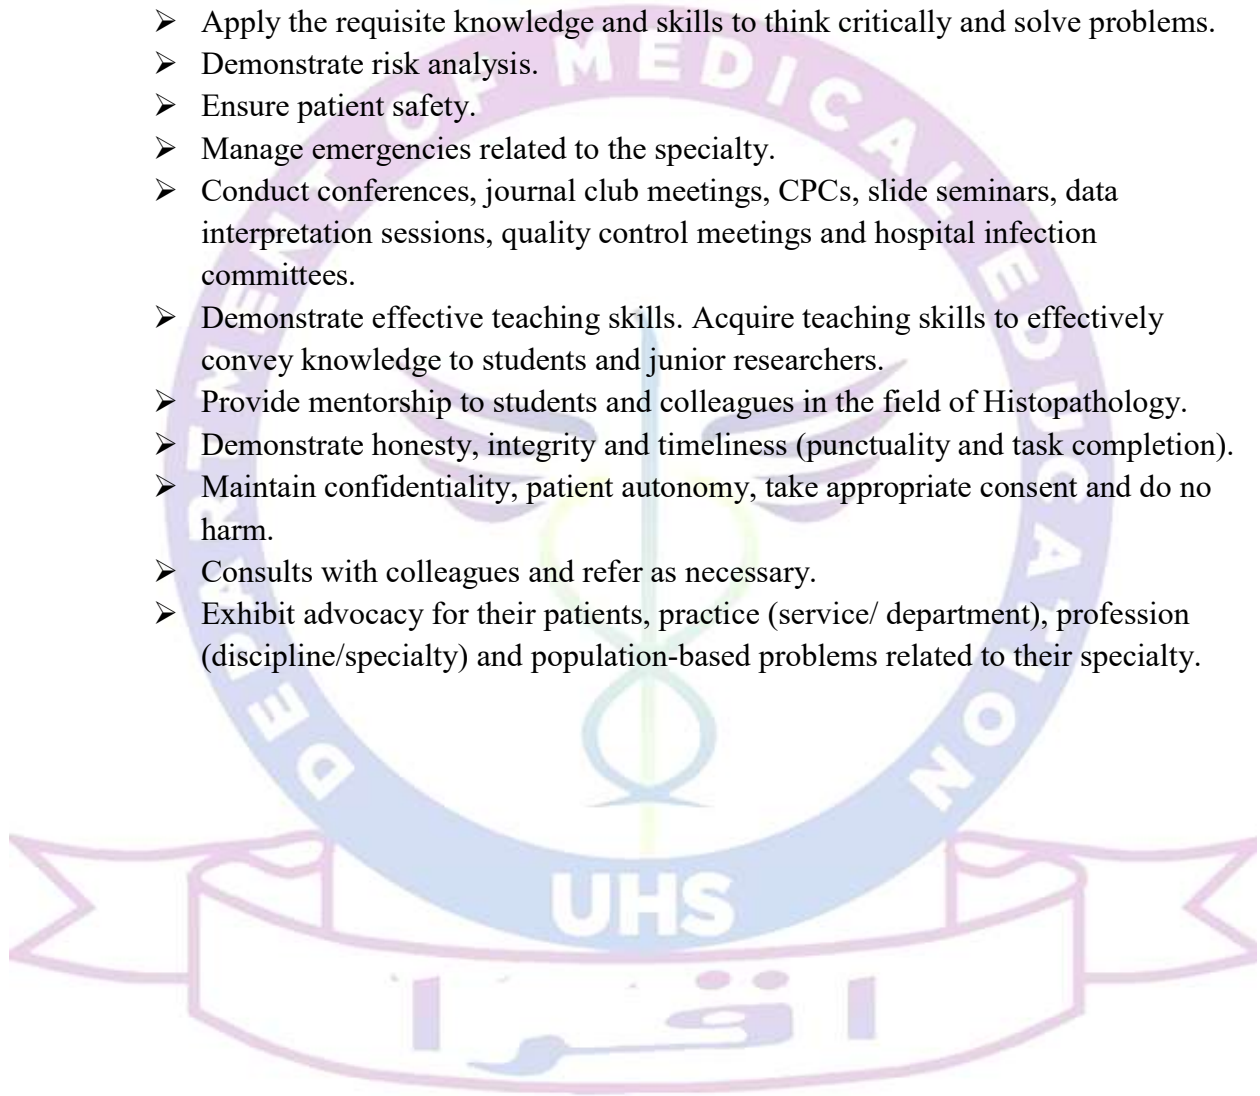 ➤ Apply the requisite knowledge and skills to think critically and solve problems.
➤ Demonstrate risk analysis.
➤ Ensure patient safety.
➤ Manage emergencies related to the specialty.
➤ Conduct conferences, journal club meetings, CPCs, slide seminars, data
interpretation sessions, quality control meetings and hospital infection
committees.
➤ Demonstrate effective teaching skills. Acquire teaching skills to effectively
convey knowledge to students and junior researchers.
➤ Provide mentorship to students and colleagues in the field of Histopathology.
➤ Demonstrate honesty, integrity and timeliness (punctuality and task completion).
➤ Maintain confidentiality, patient autonomy, take appropriate consent and do no
harm.
➤ Consults with colleagues and refer as necessary.
➤ Exhibit advocacy for their patients, practice (service/ department), profession
(discipline/specialty) and population-based problems related to their specialty.
DEPARTMENT OF MEDICAL EDUCATION
UHS
اقرا